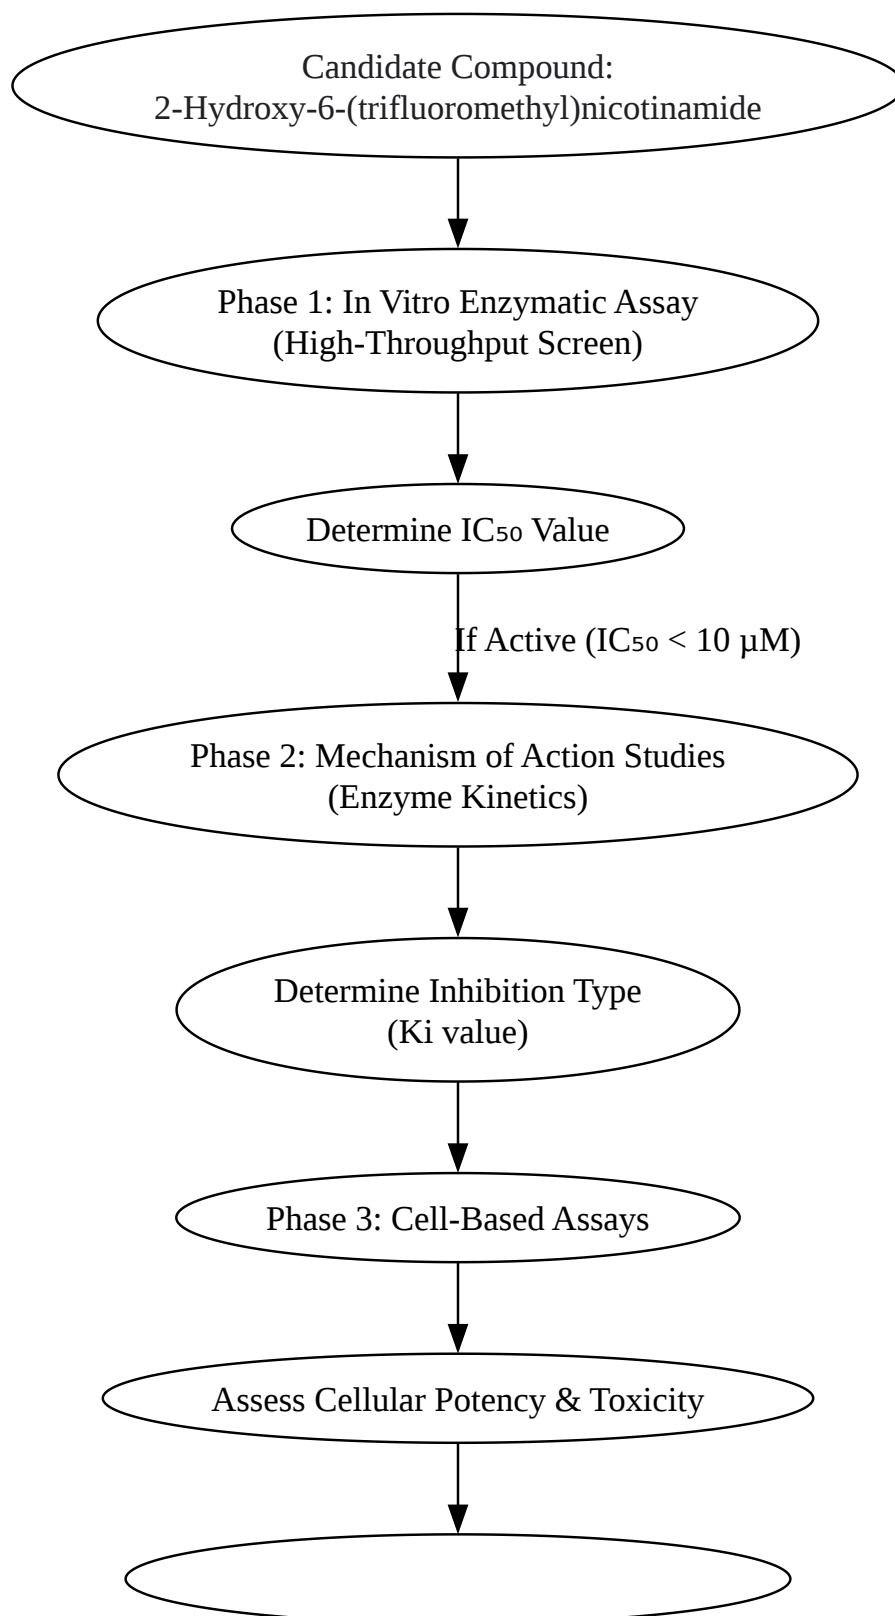 Candidate Compound:
2-Hydroxy-6-(trifluoromethyl)nicotinamide
Phase 1: In Vitro Enzymatic Assay
(High-Throughput Screen)
Determine IC₅₀ Value
If Active (IC₅₀ < 10 µM)
Phase 2: Mechanism of Action Studies
(Enzyme Kinetics)
Determine Inhibition Type
(Ki value)
Phase 3: Cell-Based Assays
Assess Cellular Potency & Toxicity